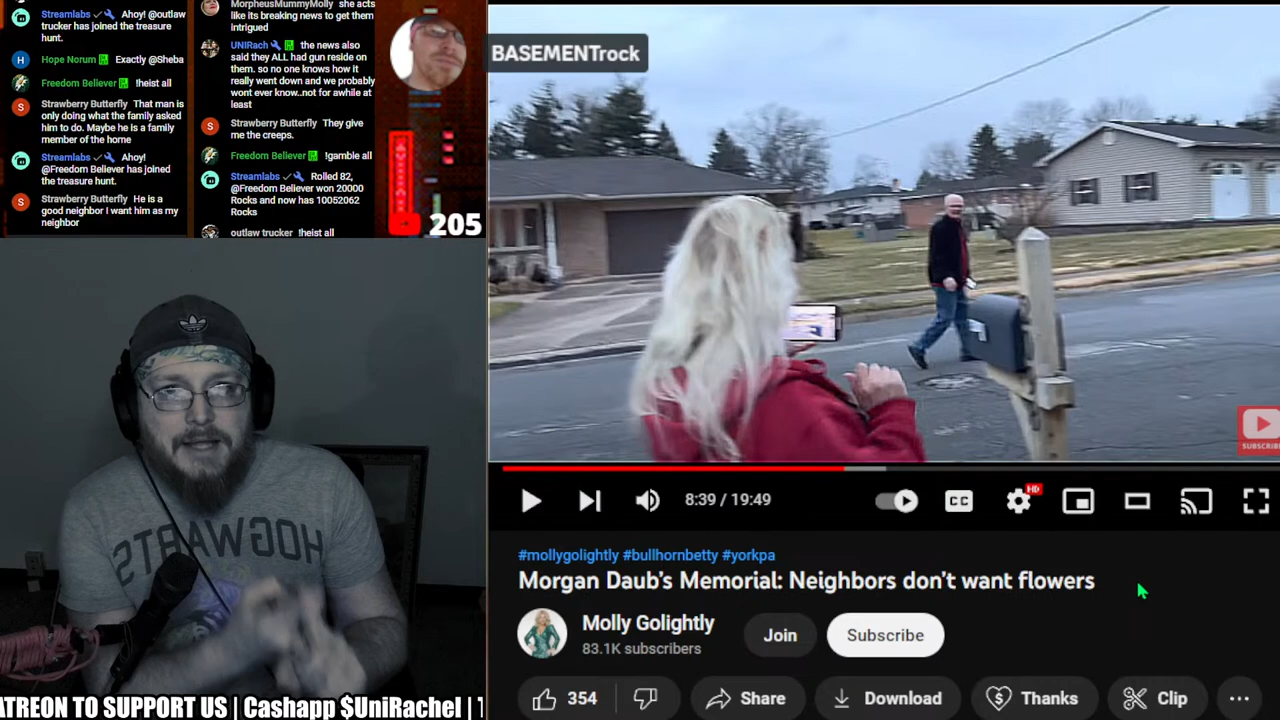 Streamlabs Ahoy! @outlaw
trucker has joined the treasure
hunt.
Hope Norum Exactly @Sheba
Freedom Believer !heist all
Strawberry Butterfly That man is
only doing what the family asked
him to do. Maybe he is a family
member of the home
Streamlabs Ahoy!
@Freedom Believer has joined
the treasure hunt.
Strawberry Butterfly He is a
good neighbor I want him as my
neighbor
MorpheusMummyMolly she acts
like its breaking news to get them
intrigued
UNIRach the news also
said they ALL had gun reside on
them. so no one knows how it
really went down and we probably
wont ever know..not for awhile at
least
Strawberry Butterfly They give
me the creeps.
Freedom Believer !gamble all
Streamlabs Rolled 82,
@Freedom Believer won 20000
Rocks and now has 10052062
Rocks
outlaw trucker !heist all
205
BASEMENTrock
SUBSCRIBE
8:39 / 19:49
CC
HD
#mollygolightly #bullhornbetty #yorkpa
Morgan Daub's Memorial: Neighbors don't want flowers
Molly Golightly
83.1K subscribers
Join
Subscribe
354
Share
Download
Thanks
Clip
HOGWARTS
ATREON TO SUPPORT US | Cashapp $UniRachel |